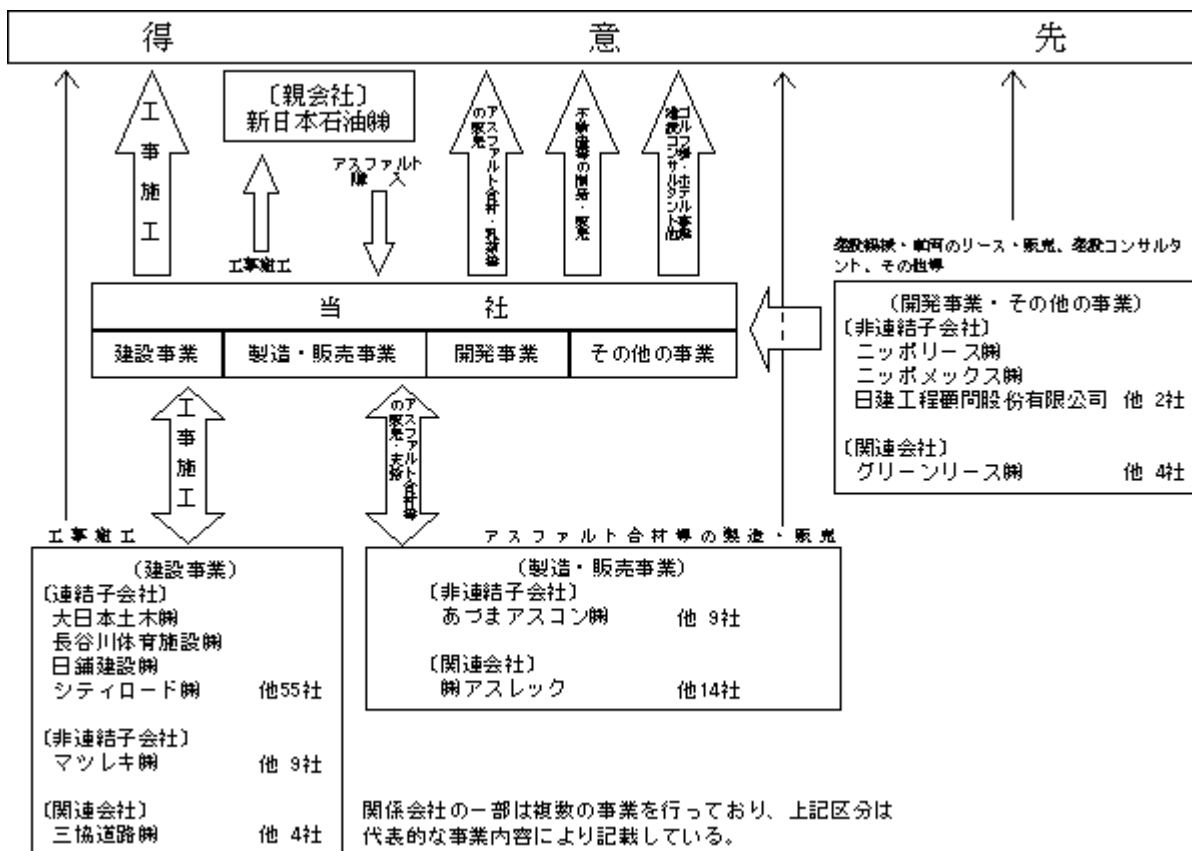 得意先
工事施工
〔親会社〕
新日本石油㈱
工事施工
アスファルト
購入
アスファルト合材・乳剤等
の販売
不動産等の開発・販売
ゴルフ場・ホテル事業
建設コンサルタント他
建設機械・車両のリース・販売、建設コンサルタ
ント、その他等
当社
建設事業
製造・販売事業
開発事業
その他の事業
（開発事業・その他の事業）
〔非連結子会社〕
ニッポリース㈱
ニッポメックス㈱
日建工程顧問股份有限公司 他 2社
〔関連会社〕
グリーンリース㈱ 他 4社
工事施工
アスファルト合材等
の販売・支給
工事施工
（建設事業）
〔連結子会社〕
大日本土木㈱
長谷川体育施設㈱
日鋪建設㈱
シティロード㈱ 他55社
〔非連結子会社〕
マツレキ㈱ 他 9社
〔関連会社〕
三協道路㈱ 他 4社
アスファルト合材等の製造・販売
（製造・販売事業）
〔非連結子会社〕
あづまアスコン㈱ 他 9社
〔関連会社〕
㈱アスレック 他14社
関係会社の一部は複数の事業を行っており、上記区分は
代表的な事業内容により記載している。